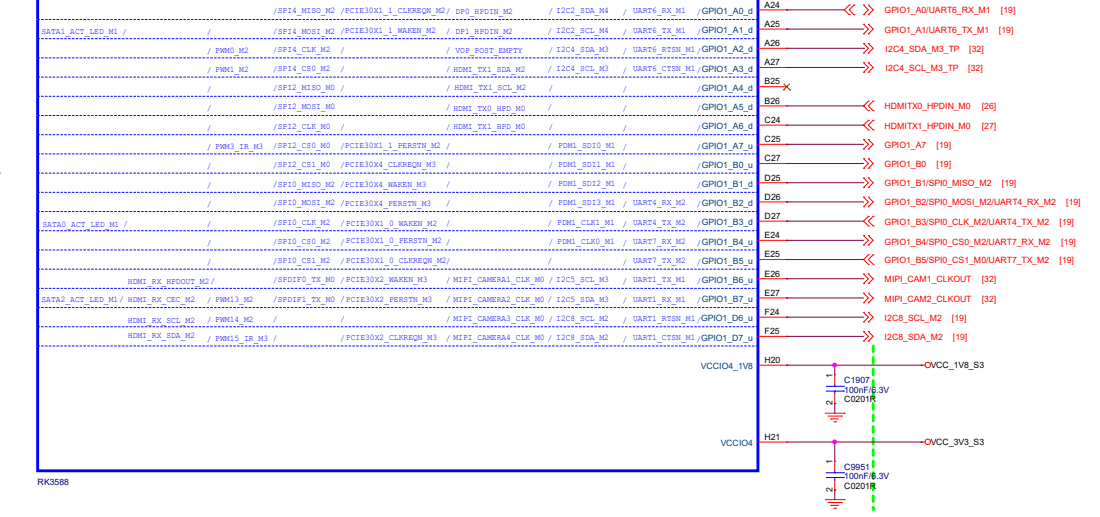 /SPI4_MISO_M2 /PCIE30X1_1_CLKREQN_M2/ DP0_HPDIN_M2 / I2C2_SDA_M4 / UART6_RX_M1 /GPIO1_A0_d A24 GPIO1_A0/UART6_RX_M1 [19]
SATA1_ACT_LED_M1 / / /SPI4_MOSI_M2 /PCIE30X1_1_WAKEN_M2 / DP1_HPDIN_M2 / I2C2_SCL_M4 / UART6_TX_M1 /GPIO1_A1_d A25 GPIO1_A1/UART6_TX_M1 [19]
/ PWM0_M2 /SPI4_CLK_M2 / / VOP_POST_EMPTY / I2C4_SDA_M3 / UART6_RTSN_M1/GPIO1_A2_d A26 I2C4_SDA_M3_TP [32]
/ PWM1_M2 /SPI4_CS0_M2 / /HDMI_TX1_SDA_M2 / I2C4_SCL_M3 / UART6_CTSN_M1/GPIO1_A3_d A27 I2C4_SCL_M3_TP [32]
/ /SPI2_MISO_M0 / / HDMI_TX1_SCL_M2 / /GPIO1_A4_d B25
/ /SPI2_MOSI_M0 / HDMI_TX0_HPD_M0 / /GPIO1_A5_d B26 HDMITX0_HPDIN_M0 [26]
/ /SPI2_CLK_M0 / /HDMI_TX1_HPD_M0 / /GPIO1_A6_d C24 HDMITX1_HPDIN_M0 [27]
/ PWM3_IR_M3 /SPI2_CS0_M0 /PCIE30X1_1_PERSTN_M2 / / PDM1_SDI0_M1 / /GPIO1_A7_u C25 GPIO1_A7 [19]
/ /SPI2_CS1_M0 /PCIE30X4_CLKREQN_M3 / / PDM1_SDI1_M1 / /GPIO1_B0_u C27 GPIO1_B0 [19]
/ /SPI0_MISO_M2 /PCIE30X4_WAKEN_M3 / / PDM1_SDI2_M1 / /GPIO1_B1_d D25 GPIO1_B1/SPI0_MISO_M2 [19]
/ /SPI0_MOSI_M2 /PCIE30X4_PERSTN_M3 / / PDM1_SDI3_M1 / UART4_RX_M2 /GPIO1_B2_d D26 GPIO1_B2/SPI0_MOSI_M2/UART4_RX_M2 [19]
SATA0_ACT_LED_M1 / / /SPI0_CLK_M2 /PCIE30X1_0_WAKEN_M2 / / PDM1_CLK1_M1 / UART4_TX_M2 /GPIO1_B3_d D27 GPIO1_B3/SPI0_CLK_M2/UART4_TX_M2 [19]
/ /SPI0_CS0_M2 /PCIE30X1_0_PERSTN_M2 / / PDM1_CLK0_M1 / UART7_RX_M2 /GPIO1_B4_u E24 GPIO1_B4/SPI0_CS0_M2/UART7_RX_M2 [19]
/ /SPI0_CS1_M2 /PCIE30X1_0_CLKREQN_M2/ / / UART7_TX_M2 /GPIO1_B5_u E25 GPIO1_B5/SPI0_CS1_M0/UART7_TX_M2 [19]
HDMI_RX_HPDOUT_M2/ /SPDIF0_TX_M0 /PCIE30X2_WAKEN_M3 / MIPI_CAMERA1_CLK_M0 / I2C5_SCL_M3 / UART1_TX_M1 /GPIO1_B6_u E26 MIPI_CAM1_CLKOUT [32]
SATA2_ACT_LED_M1/ HDMI_RX_CEC_M2 / PWM13_M2 /SPDIF1_TX_M0 /PCIE30X2_PERSTN_M3 / MIPI_CAMERA2_CLK_M0 / I2C5_SDA_M3 / UART1_RX_M1 /GPIO1_B7_u E27 MIPI_CAM2_CLKOUT [32]
HDMI_RX_SCL_M2 / PWM14_M2 / / / MIPI_CAMERA3_CLK_M0 / I2C8_SCL_M2 / UART1_RTSN_M1/GPIO1_D6_u F24 I2C8_SCL_M2 [19]
HDMI_RX_SDA_M2 / PWM15_IR_M3 / /PCIE30X2_CLKREQN_M3 / MIPI_CAMERA4_CLK_M0 / I2C8_SDA_M2 / UART1_CTSN_M1/GPIO1_D7_u F25 I2C8_SDA_M2 [19]
VCCIO4_1V8 H20 VCC_1V8_S3
1
C1907
100nF/6.3V
2 C0201R
VCCIO4 H21 VCC_3V3_S3
1
C9951
100nF/6.3V
2 C0201R
RK3588